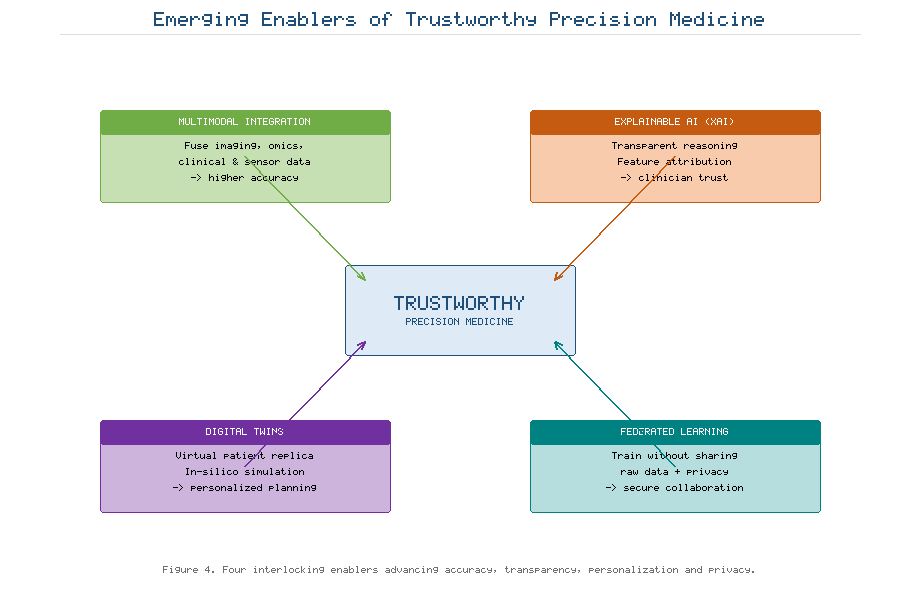 Emerging Enablers of Trustworthy Precision Medicine
MULTIMODAL INTEGRATION
Fuse imaging, omics,
clinical & sensor data
-> higher accuracy
EXPLAINABLE AI (XAI)
Transparent reasoning
Feature attribution
-> clinician trust
TRUSTWORTHY
PRECISION MEDICINE
DIGITAL TWINS
Virtual patient replica
In-silico simulation
-> personalized planning
FEDERATED LEARNING
Train without sharing
raw data + privacy
-> secure collaboration
Figure 4. Four interlocking enablers advancing accuracy, transparency, personalization and privacy.